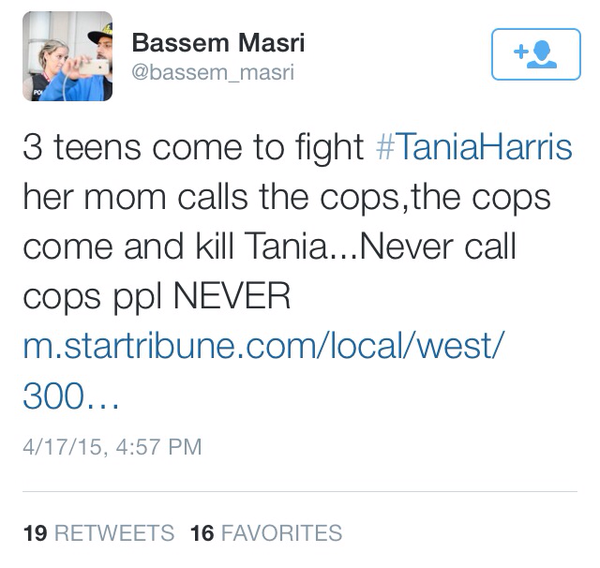 Bassem Masri
@bassem_masri
3 teens come to fight #TaniaHarris
her mom calls the cops,the cops
come and kill Tania...Never call
cops ppl NEVER
m.startribune.com/local/west/
300...
4/17/15, 4:57 PM
19 RETWEETS 16 FAVORITES